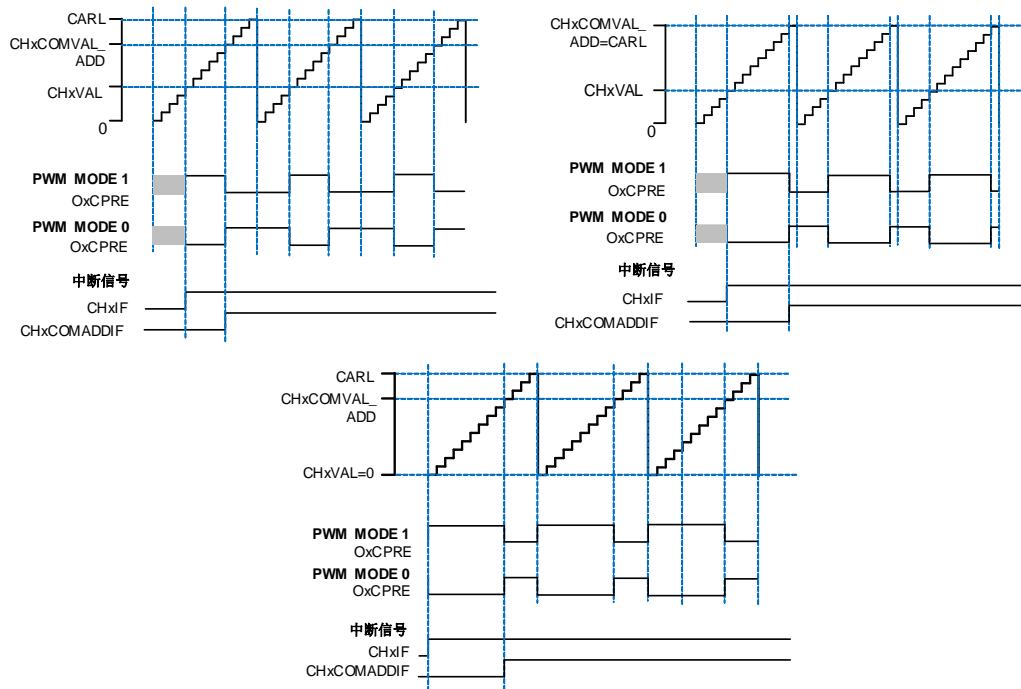 CARL
CHxCOMVAL_
ADD
CHxVAL
0
PWM MODE 1
OxCPRE
PWM MODE 0
OxCPRE
中断信号
CHxIF
CHxCOMADDIF
CHxCOMVAL_
ADD=CARL
CHxVAL
0
PWM MODE 1
OxCPRE
PWM MODE 0
OxCPRE
中断信号
CHxIF
CHxCOMADDIF
CARL
CHxCOMVAL_
ADD
CHxVAL=0
PWM MODE 1
OxCPRE
PWM MODE 0
OxCPRE
中断信号
CHxIF
CHxCOMADDIF